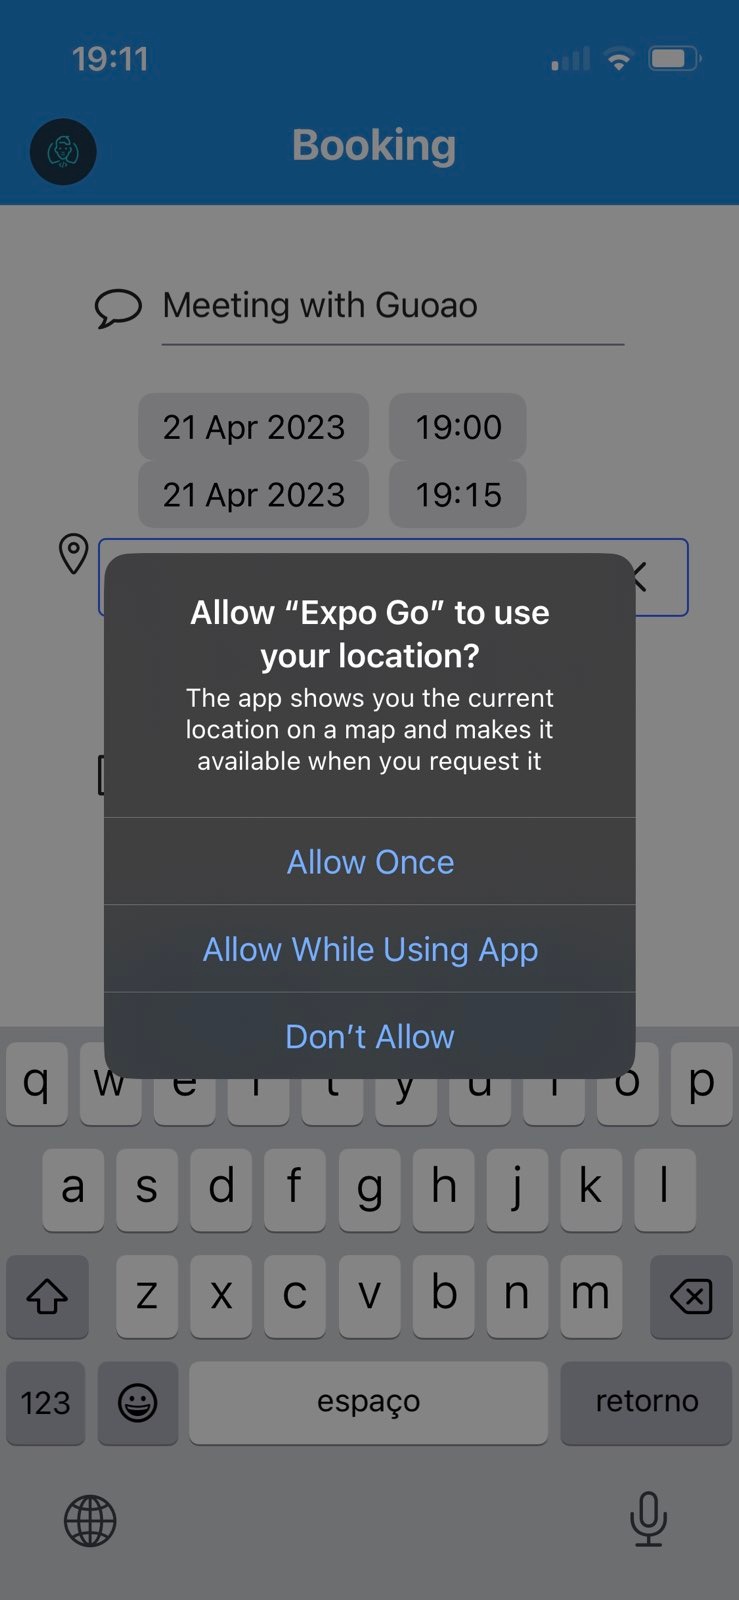 19:11
Booking
Meeting with Guoao
21 Apr 2023 19:00
21 Apr 2023 19:15
Allow “Expo Go” to use
your location?
The app shows you the current
location on a map and makes it
available when you request it
Allow Once
Allow While Using App
Don’t Allow
q w e r t y u i o p
a s d f g h j k l
z x c v b n m
123 espaço retorno